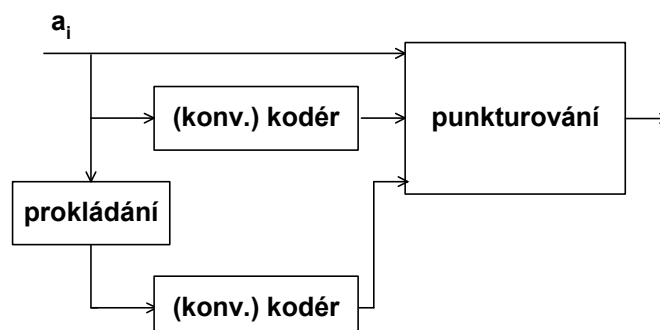 a_i
(konv.) kodér
punkturování
prokládání
(konv.) kodér